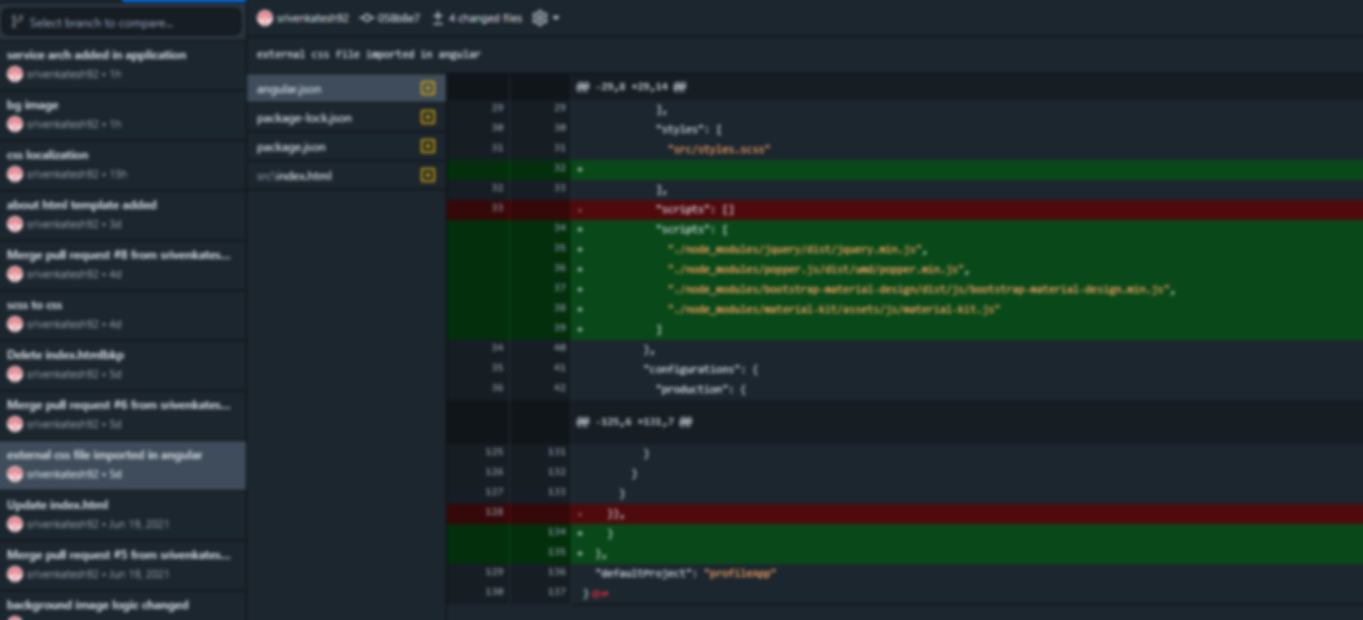 Select branch to compare...
service arch added in application
srivenkatesh92 • 1h
bg image
srivenkatesh92 • 1h
css localization
srivenkatesh92 • 15h
about html template added
srivenkatesh92 • 3d
Merge pull request #8 from srivenkates...
srivenkatesh92 • 4d
scss to css
srivenkatesh92 • 4d
Delete index.htmlbkp
srivenkatesh92 • 5d
Merge pull request #6 from srivenkates...
srivenkatesh92 • 5d
external css file imported in angular
srivenkatesh92 • 5d
Update index.html
srivenkatesh92 • Jun 19, 2021
Merge pull request #5 from srivenkates...
srivenkatesh92 • Jun 19, 2021
background image logic changed
srivenkatesh92 4 changed files
external css file imported in angular
angular.json
package-lock.json
package.json
src\index.html
@@ -29,8 +29,14 @@
29 29 ],
30 30 "styles": [
31 31 "src/styles.scss"
32 +
32 33 ],
33 - "scripts": []
34 + "scripts": [
35 + "./node_modules/jquery/dist/jquery.min.js",
36 + "./node_modules/popper.js/dist/umd/popper.min.js",
37 + "./node_modules/bootstrap-material-design/dist/js/bootstrap-material-design.min.js",
38 + "./node_modules/material-kit/assets/js/material-kit.js"
39 + ]
34 40 },
35 41 "configurations": {
36 42 "production": {
@@ -125,6 +131,7 @@
125 131 }
126 132 }
127 133 }
128 - }},
134 + }
135 + },
129 136 "defaultProject": "profileApp"
130 137 }